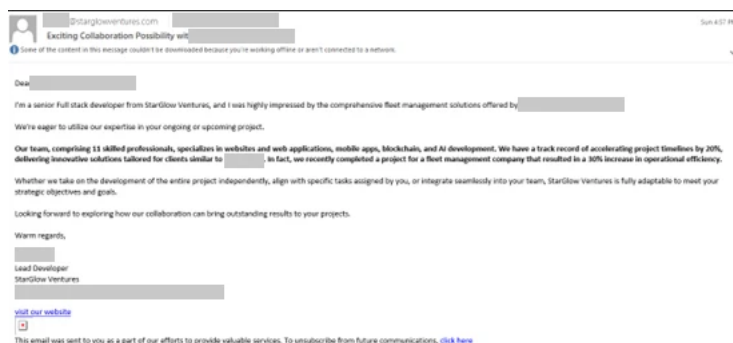 @starglowventures.com
Sun 4:57 PM
Exciting Collaboration Possibility wit
Some of the content in this message couldn't be downloaded because you're working offline or aren't connected to a network.
Dea
I'm a senior Full stack developer from StarGlow Ventures, and I was highly impressed by the comprehensive fleet management solutions offered by
We're eager to utilize our expertise in your ongoing or upcoming project.
Our team, comprising 11 skilled professionals, specializes in websites and web applications, mobile apps, blockchain, and AI development. We have a track record of accelerating project timelines by 20%,
delivering innovative solutions tailored for clients similar to . In fact, we recently completed a project for a fleet management company that resulted in a 30% increase in operational efficiency.
Whether we take on the development of the entire project independently, align with specific tasks assigned by you, or integrate seamlessly into your team, StarGlow Ventures is fully adaptable to meet your
strategic objectives and goals.
Looking forward to exploring how our collaboration can bring outstanding results to your projects.
Warm regards,
Lead Developer
StarGlow Ventures
visit our website
This email was sent to you as a part of our efforts to provide valuable services. To unsubscribe from future communications, click here